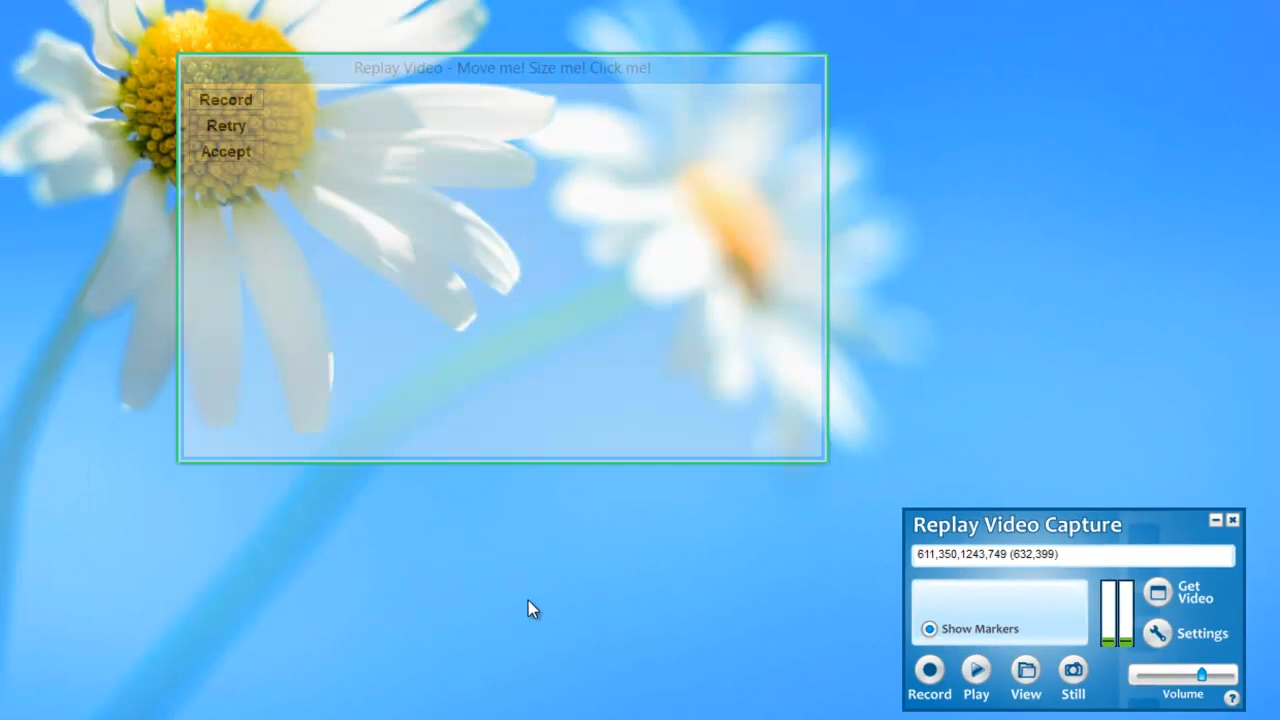 Replay Video - Move me! Size me! Click me!
Record
Retry
Accept
Replay Video Capture
611,350,1243,749 (632,399)
Get
Video
Show Markers
Settings
Record
Play
View
Still
Volume
?